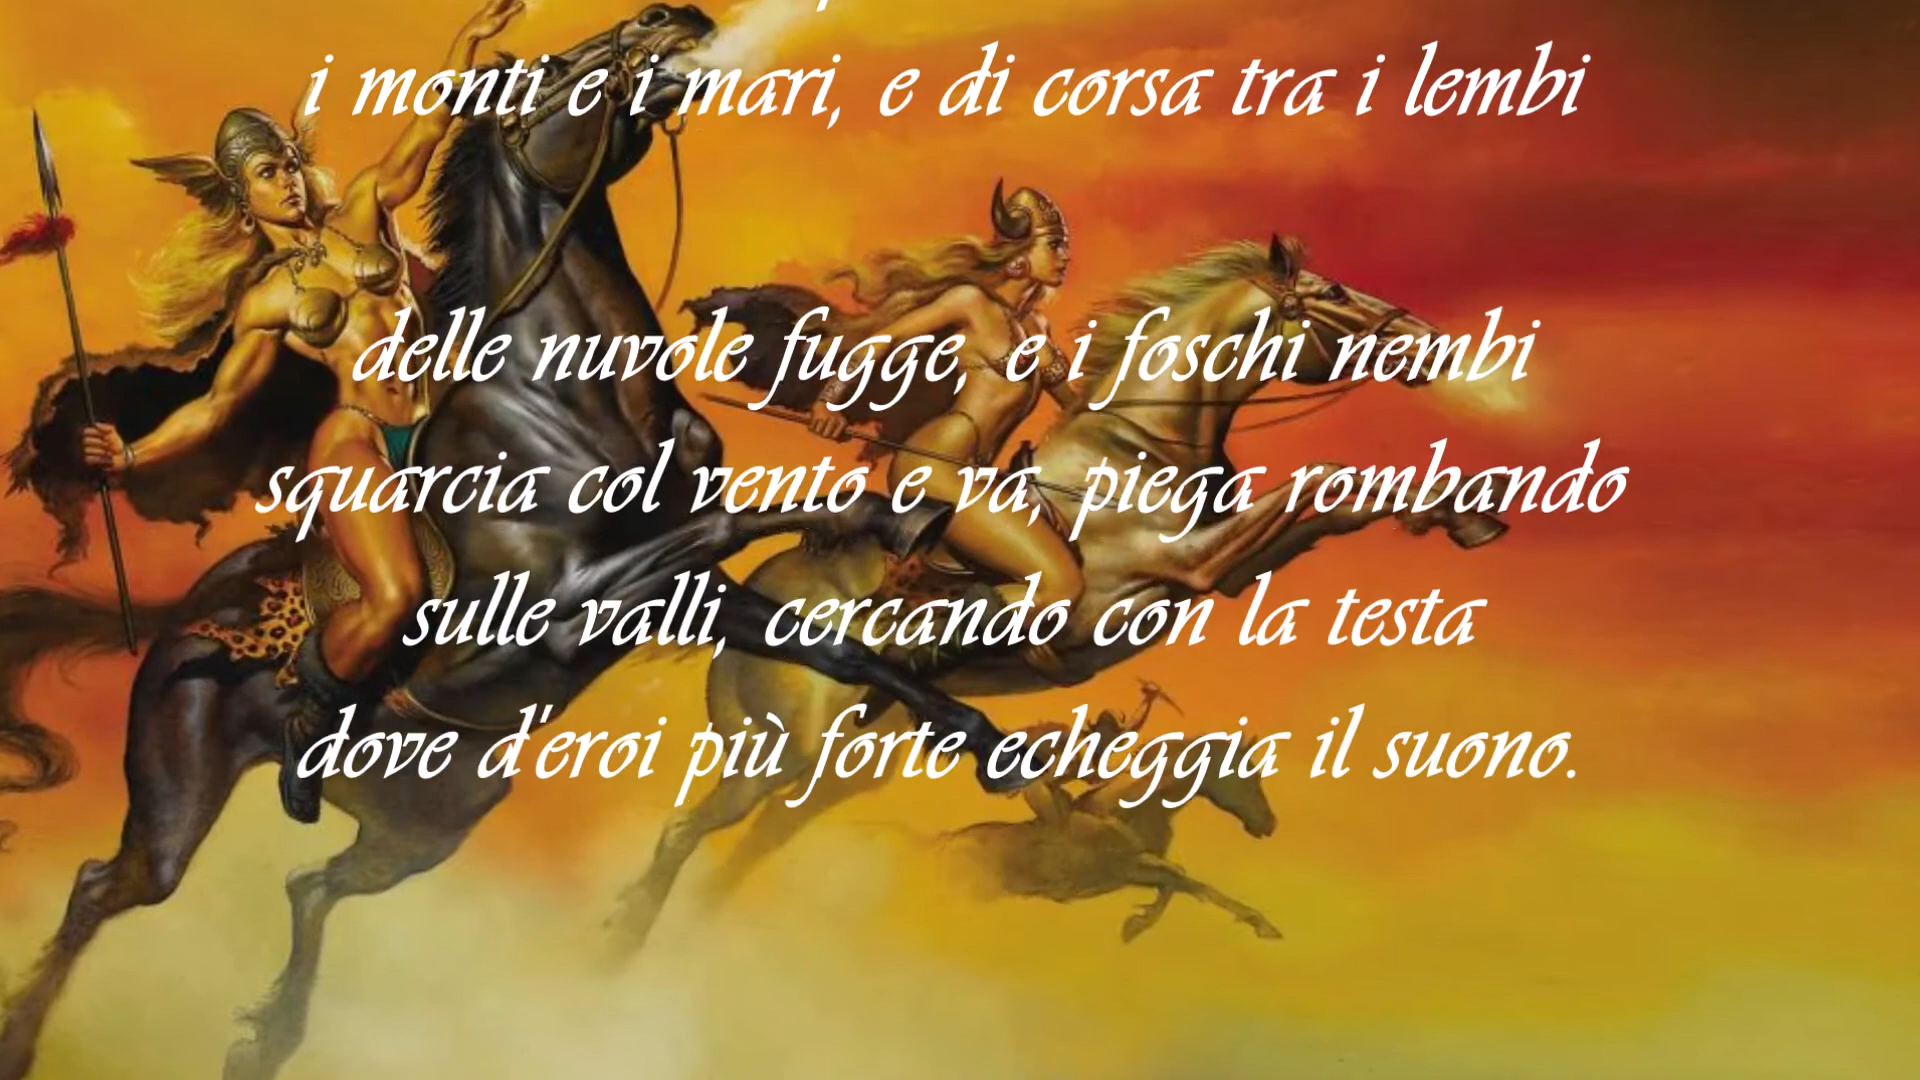 i monti e i mari, e di corsa tra i lembi
delle nuvole fugge, e i foschi nembi
squarcia col vento e va, piega rombando
sulle valli, cercando con la testa
dove d'eroi più forte echeggia il suono.